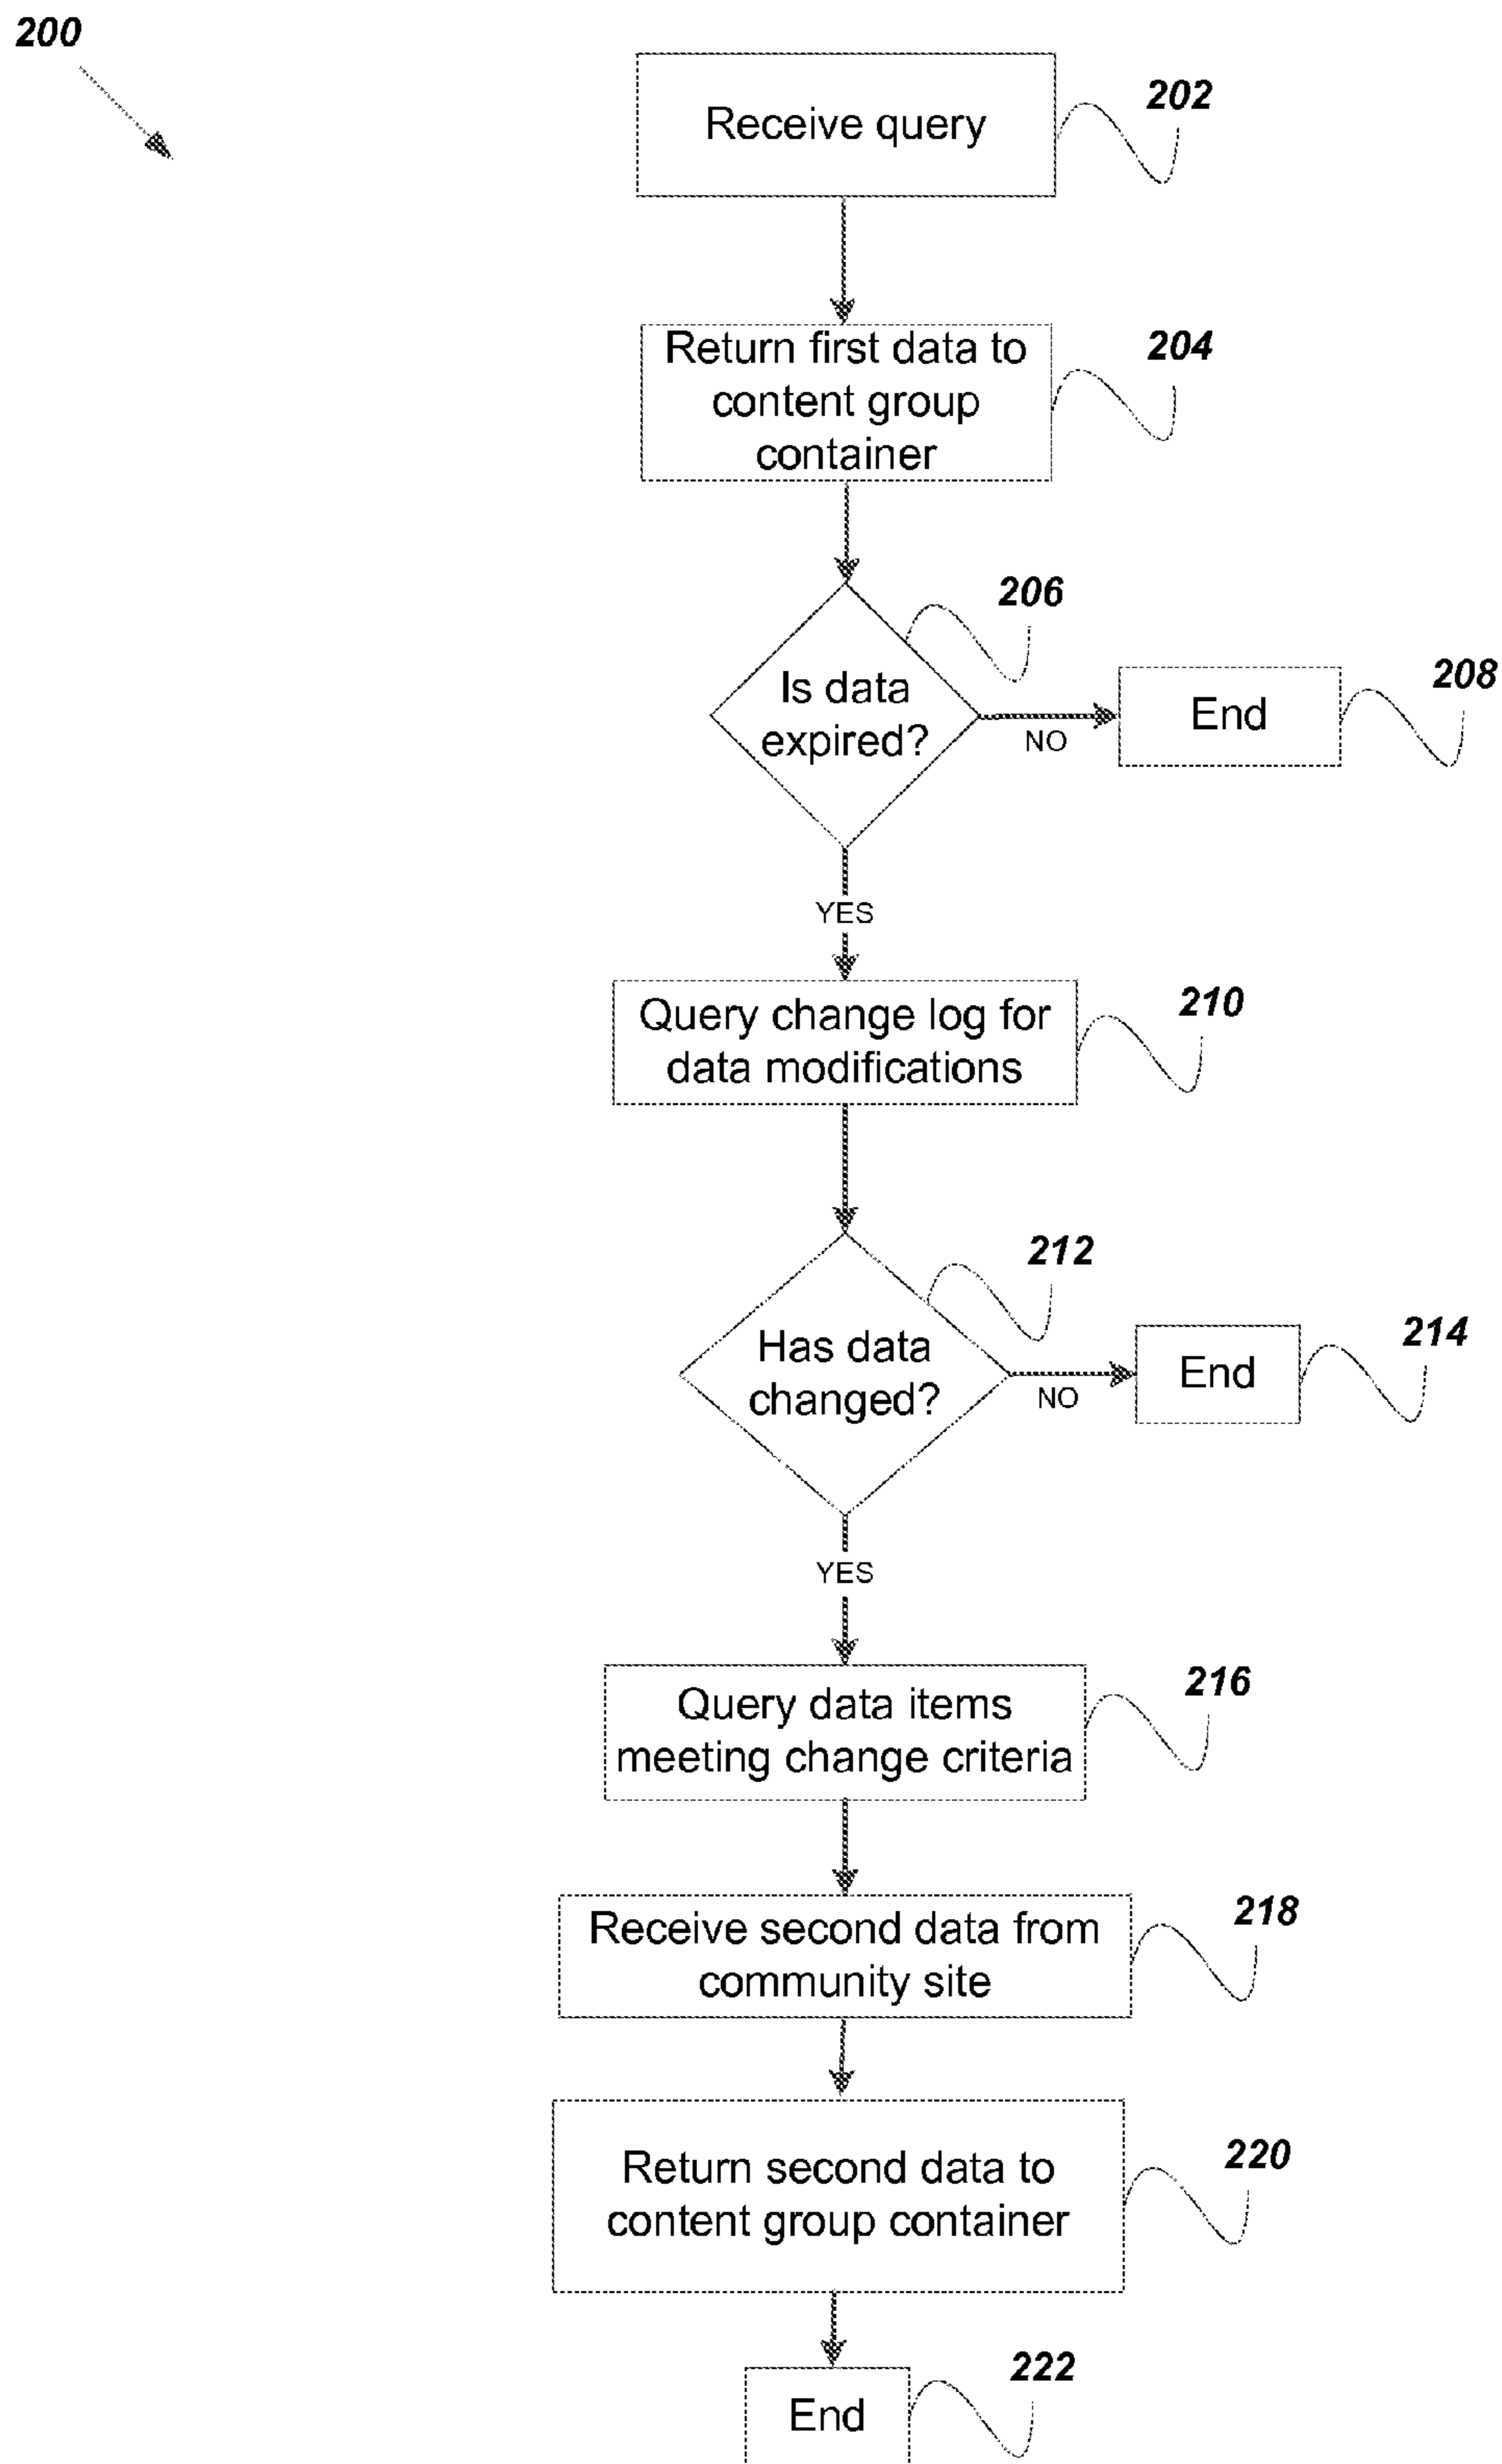 200
202
Receive query
204
Return first data to
content group
container
206
Is data
expired?
NO
208
End
YES
210
Query change log for
data modifications
212
Has data
changed?
NO
214
End
YES
216
Query data items
meeting change criteria
218
Receive second data from
community site
220
Return second data to
content group container
222
End